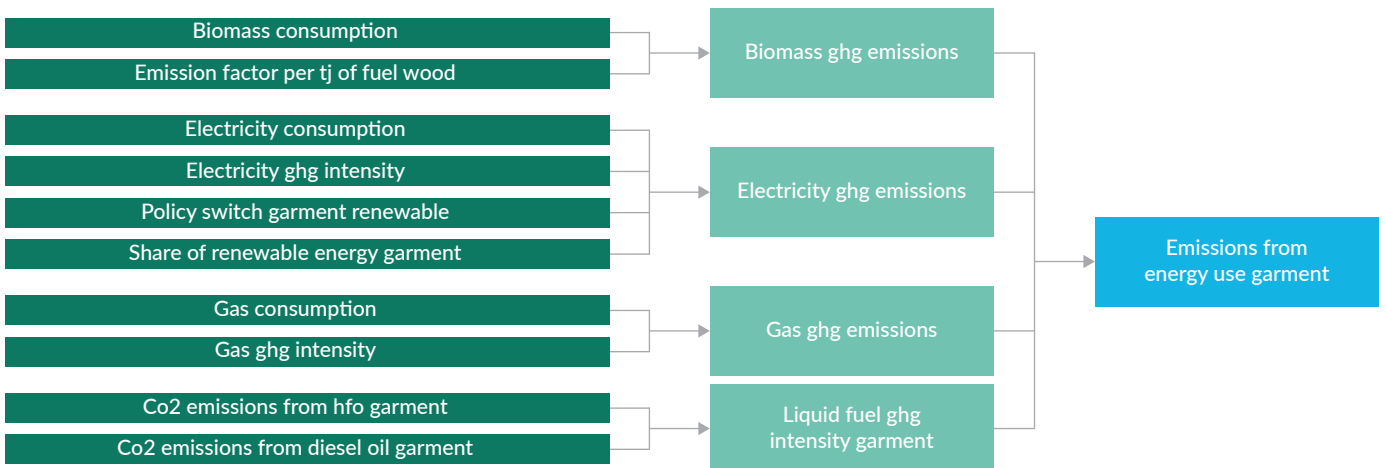 Biomass consumption
Emission factor per tj of fuel wood
Biomass ghg emissions
Electricity consumption
Electricity ghg intensity
Policy switch garment renewable
Share of renewable energy garment
Electricity ghg emissions
Gas consumption
Gas ghg intensity
Gas ghg emissions
Co2 emissions from hfo garment
Co2 emissions from diesel oil garment
Liquid fuel ghg
intensity garment
Emissions from
energy use garment